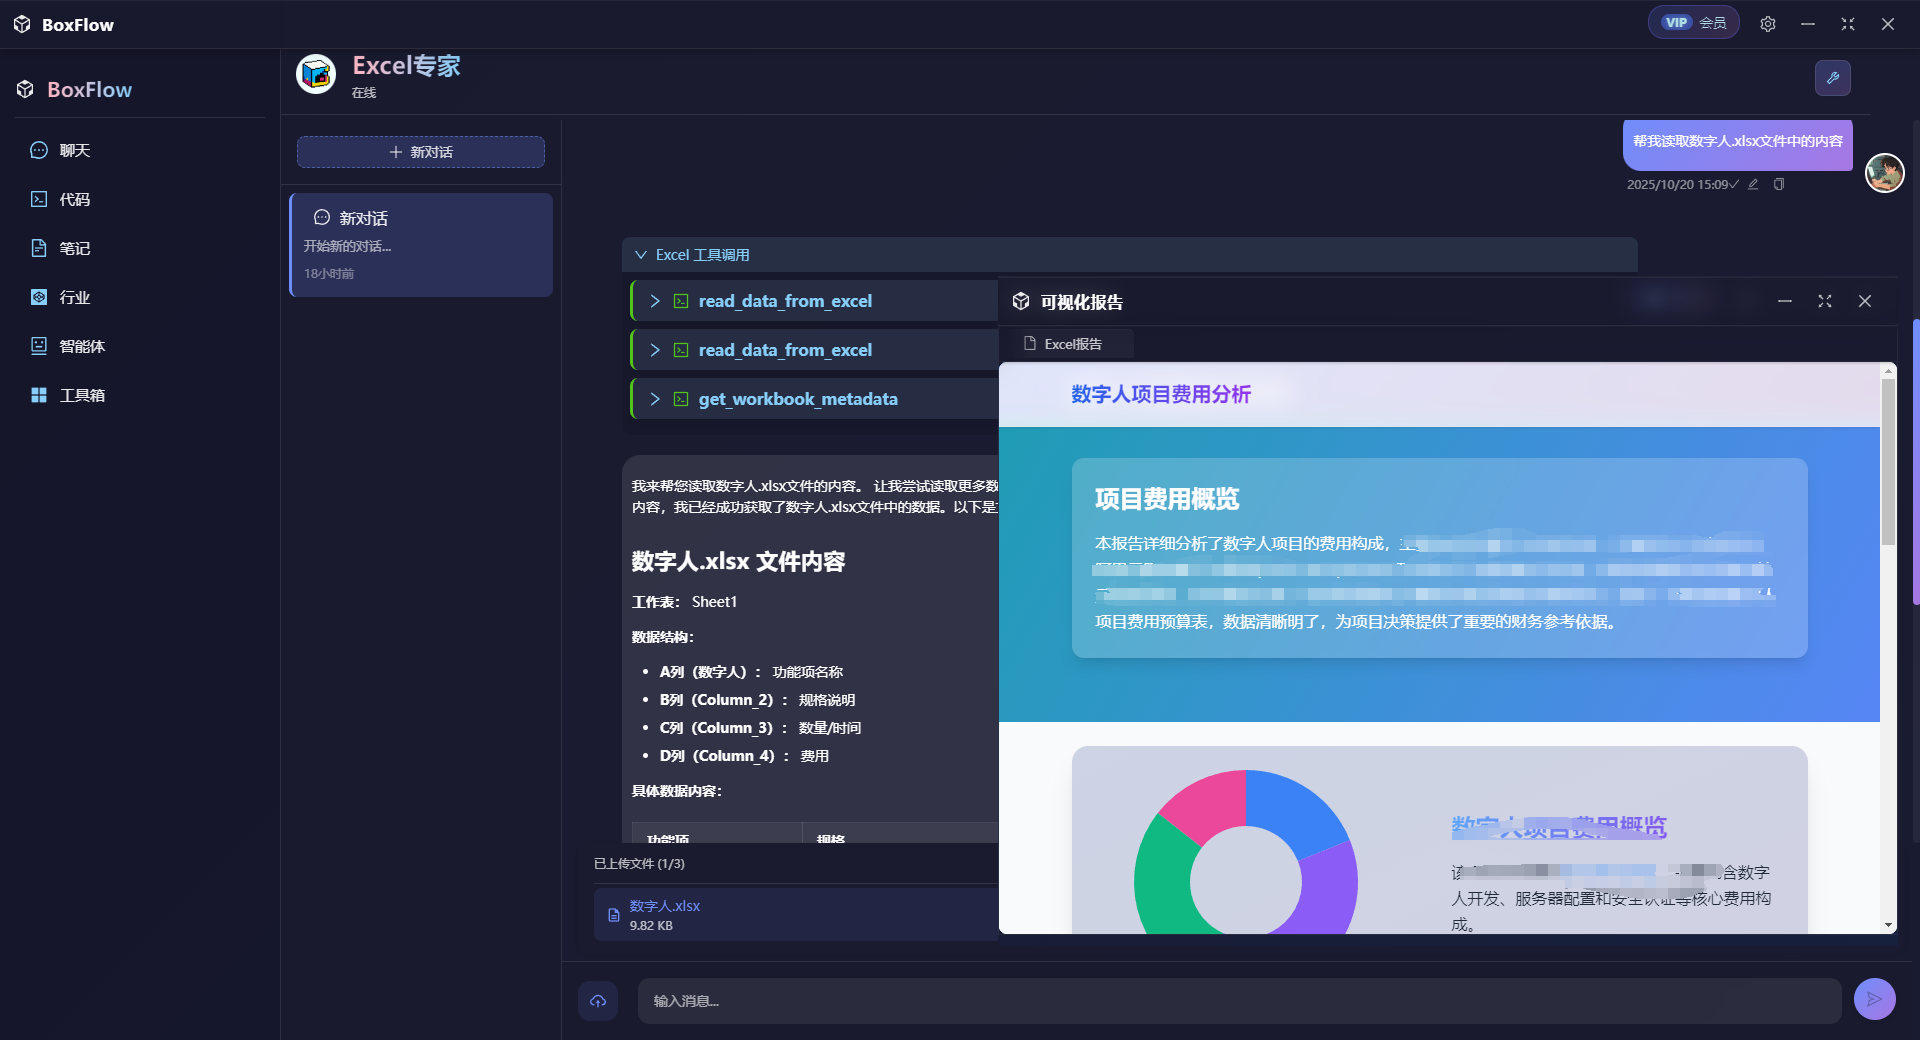 BoxFlow
VIP 会员
BoxFlow
聊天
代码
笔记
行业
智能体
工具箱
Excel专家
在线
新对话
新对话
开始新的对话...
18小时前
帮我读取数字人.xlsx文件中的内容
2025/10/20 15:09
Excel 工具调用
read_data_from_excel
read_data_from_excel
get_workbook_metadata
我来帮您读取数字人.xlsx文件的内容。 让我尝试读取更多数
内容，我已经成功获取了数字人.xlsx文件中的数据。以下是
数字人.xlsx 文件内容
工作表： Sheet1
数据结构：
A列（数字人）： 功能项名称
B列（Column_2）： 规格说明
C列（Column_3）： 数量/时间
D列（Column_4）： 费用
具体数据内容：
功能项 规格
已上传文件 (1/3)
数字人.xlsx
9.82 KB
输入消息...
可视化报告
Excel报告
数字人项目费用分析
项目费用概览
本报告详细分析了数字人项目的费用构成，
项目费用预算表，数据清晰明了，为项目决策提供了重要的财务参考依据。
数字人项目费用概览
该 含数字
人开发、服务器配置和安全认证等核心费用构
成。